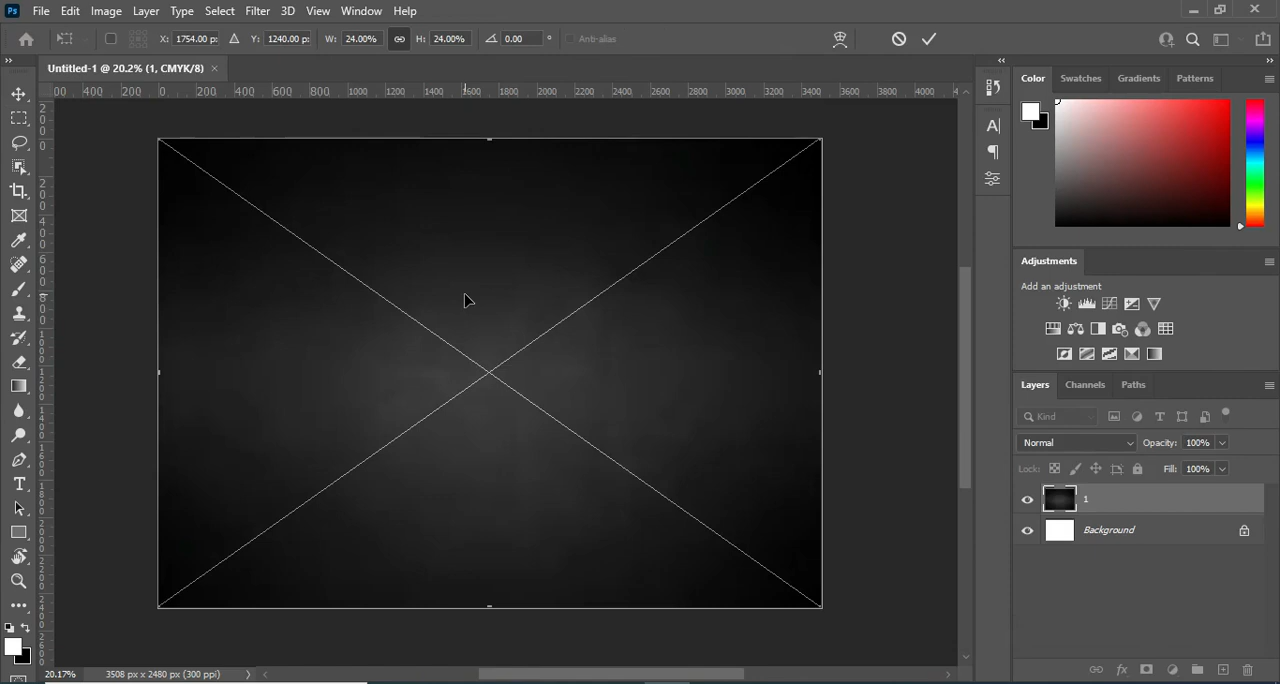 Ps File Edit Image Layer Type Select Filter 3D View Window Help
X: 1754.00 p: Y: 1240.00 p: W: 24.00% H: 24.00% 0.00 ° Anti-alias
Untitled-1 @ 20.2% (1, CMYK/8) ×
00 400 200 0 200 400 600 800 1000 1200 1400 1600 1800 2000 2200 2400 2600 2800 3000 3200 3400 3600 3800 4000
Color Swatches Gradients Patterns
Adjustments
Add an adjustment
Layers Channels Paths
Kind
Normal Opacity: 100%
Lock: Fill: 100%
1
Background
20.17% 3508 px x 2480 px (300 ppi)